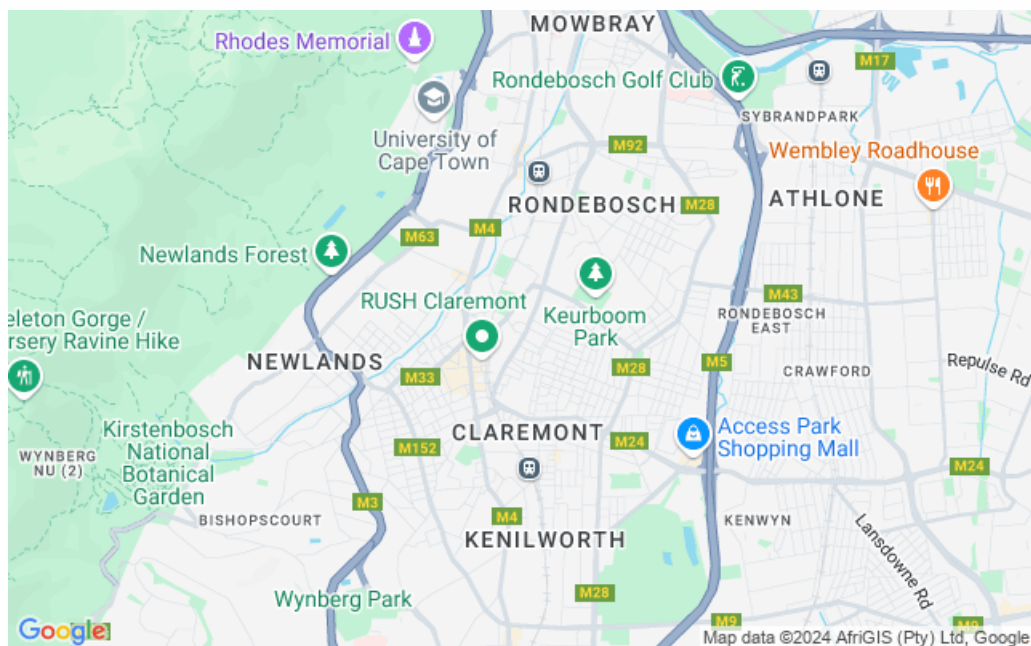 MOWBRAY
Rhodes Memorial
M17
Rondebosch Golf Club
SYBRANDPARK
University of
Cape Town
M92
Wembley Roadhouse
RONDEBOSCH
M28
ATHLONE
M4
M63
Newlands Forest
M43
RUSH Claremont
RONDEBOSCH
EAST
Keurboom
Park
eleton Gorge /
rsery Ravine Hike
NEWLANDS
M5
Repulse Rd
M28
CRAWFORD
M33
Kirstenbosch
National
Botanical
Garden
CLAREMONT
Access Park
Shopping Mall
M152
M24
WYNBERG
NU (2)
M24
M3
BISHOPSCOURT
M4
KENWYN
KENILWORTH
Lansdowne Rd
Wynberg Park
M28
M9
M9
Google
Map data ©2024 AfriGIS (Pty) Ltd, Google